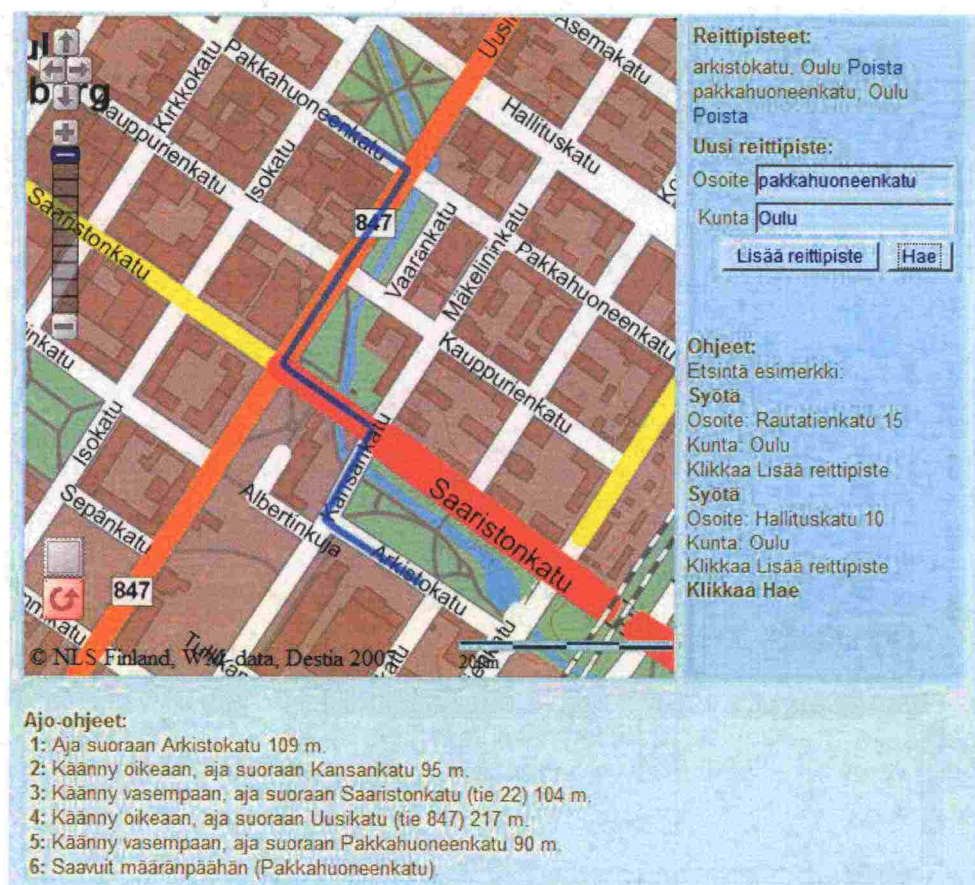 Reittipisteet:
arkistokatu, Oulu Poista
pakkahuoneenkatu, Oulu
Poista
Uusi reittipiste:
Osoite pakkahuoneenkatu
Kunta Oulu
Lisää reittipiste Hae
Ohjeet:
Etsintä esimerkki:
Syötä
Osoite: Rautatienkatu 15
Kunta: Oulu
Klikkaa Lisää reittipiste
Syötä
Osoite: Hallituskatu 10
Kunta: Oulu
Klikkaa Lisää reittipiste
Klikkaa Hae
Asemakatu
Hallituskatu
Pakkahuoneenkatu
Kirkkokatu
Isokatu
847
Saaristonkatu
Vaarankatu
Mäkelinkatu
Pakkahuoneenkatu
Kauppurienkatu
Isokatu
Kansankatu
Saaristonkatu
Sepänkatu
Albertinkuja
Arkistokatu
847
© NLS Finland, WM-data, Destia 2007
Ajo-ohjeet:
1: Aja suoraan Arkistokatu 109 m.
2: Käänny oikeaan, aja suoraan Kansankatu 95 m.
3: Käänny vasempaan, aja suoraan Saaristonkatu (tie 22) 104 m.
4: Käänny oikeaan, aja suoraan Uusikatu (tie 847) 217 m.
5: Käänny vasempaan, aja suoraan Pakkahuoneenkatu 90 m.
6: Saavuit määränpäähän (Pakkahuoneenkatu)